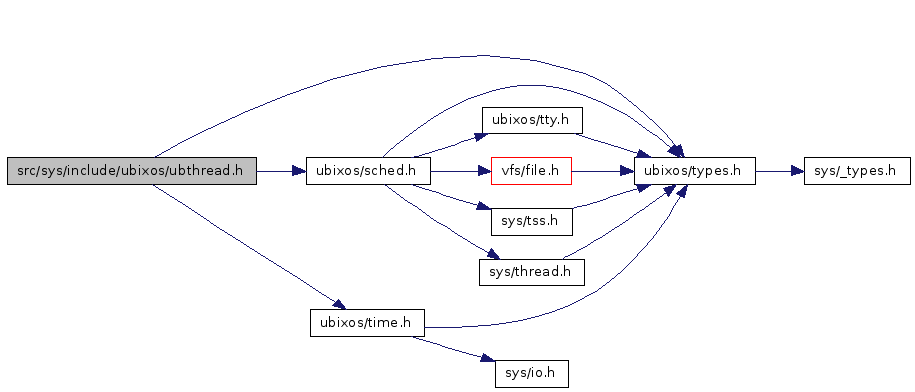 ubixos/tty.h
src/sys/include/ubixos/ubthread.h
ubixos/sched.h
vfs/file.h
ubixos/types.h
sys/_types.h
sys/tss.h
sys/thread.h
ubixos/time.h
sys/io.h